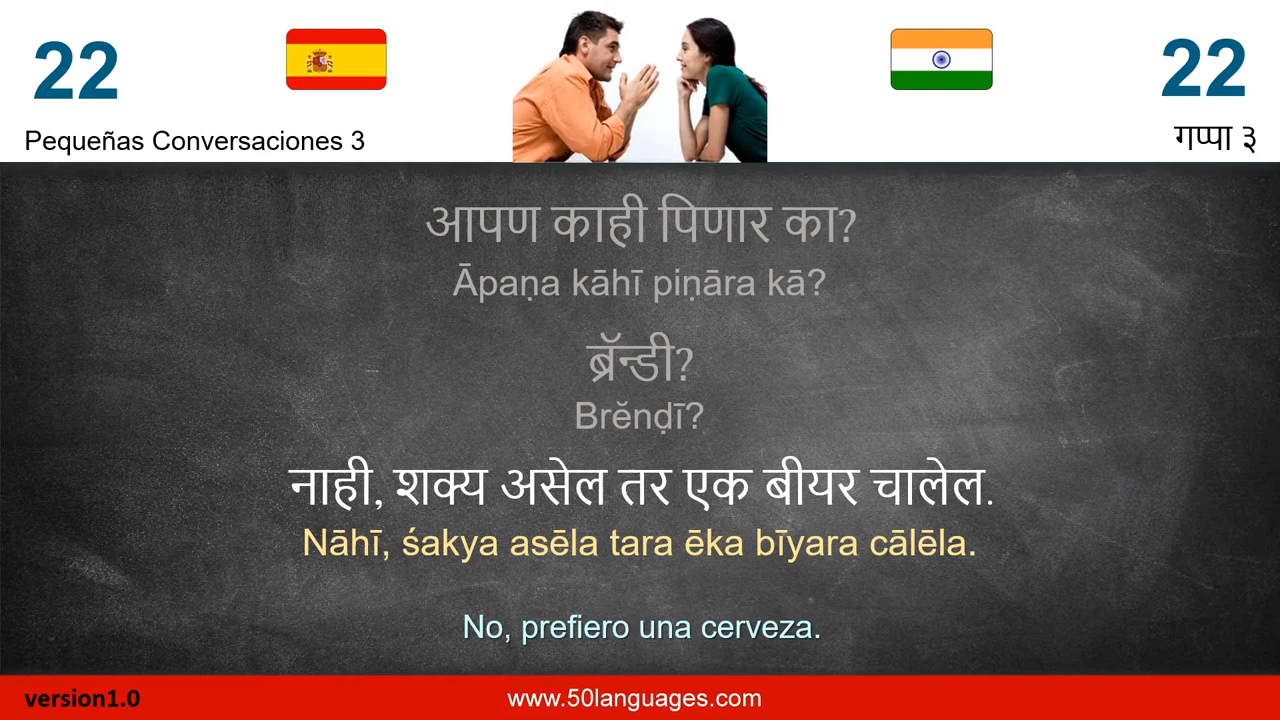 22
22
Pequeñas Conversaciones 3
गप्पा ३
आपण काही पिणार का?
Āpaṇa kāhī piṇāra kā?
ब्रॅन्डी?
Brĕnḍī?
नाही, शक्य असेल तर एक बीयर चालेल.
Nāhī, śakya asēla tara ēka bīyara cālēla.
No, prefiero una cerveza.
version1.0
www.50languages.com